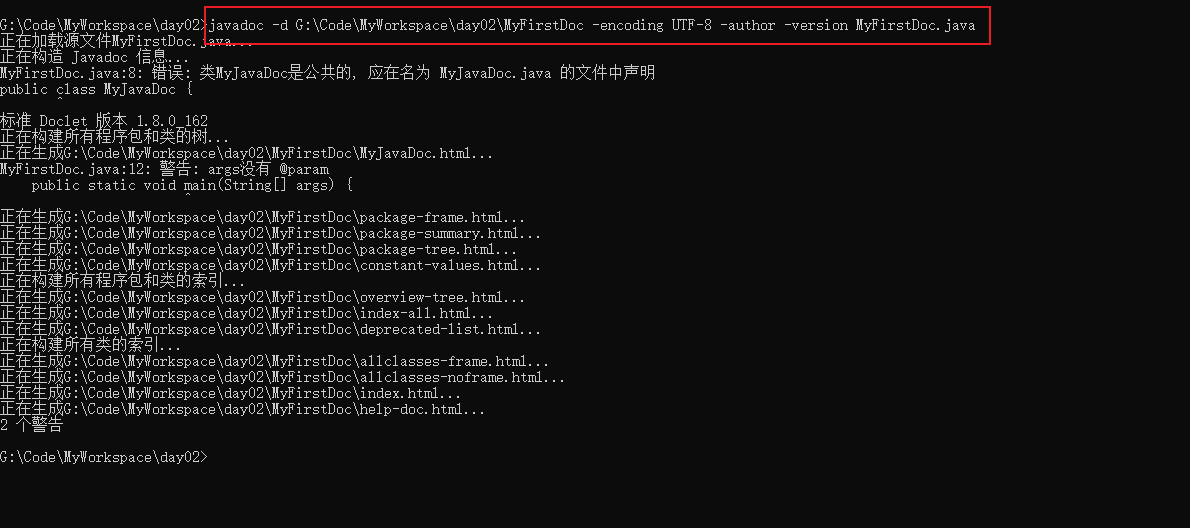 G:\Code\MyWorkspace\day02>javadoc -d G:\Code\MyWorkspace\day02\MyFirstDoc -encoding UTF-8 -author -version MyFirstDoc.java
正在加载源文件MyFirstDoc.java...
正在构造 Javadoc 信息...
MyFirstDoc.java:8: 错误: 类MyJavaDoc是公共的, 应在名为 MyJavaDoc.java 的文件中声明
public class MyJavaDoc {
       ^
标准 Doclet 版本 1.8.0_162
正在构建所有程序包和类的树...
正在生成G:\Code\MyWorkspace\day02\MyFirstDoc\MyJavaDoc.html...
MyFirstDoc.java:12: 警告: args没有 @param
    public static void main(String[] args) {
                       ^
正在生成G:\Code\MyWorkspace\day02\MyFirstDoc\package-frame.html...
正在生成G:\Code\MyWorkspace\day02\MyFirstDoc\package-summary.html...
正在生成G:\Code\MyWorkspace\day02\MyFirstDoc\package-tree.html...
正在生成G:\Code\MyWorkspace\day02\MyFirstDoc\constant-values.html...
正在构建所有程序包和类的索引...
正在生成G:\Code\MyWorkspace\day02\MyFirstDoc\overview-tree.html...
正在生成G:\Code\MyWorkspace\day02\MyFirstDoc\index-all.html...
正在生成G:\Code\MyWorkspace\day02\MyFirstDoc\deprecated-list.html...
正在构建所有类的索引...
正在生成G:\Code\MyWorkspace\day02\MyFirstDoc\allclasses-frame.html...
正在生成G:\Code\MyWorkspace\day02\MyFirstDoc\allclasses-noframe.html...
正在生成G:\Code\MyWorkspace\day02\MyFirstDoc\index.html...
正在生成G:\Code\MyWorkspace\day02\MyFirstDoc\help-doc.html...
2 个警告
G:\Code\MyWorkspace\day02>